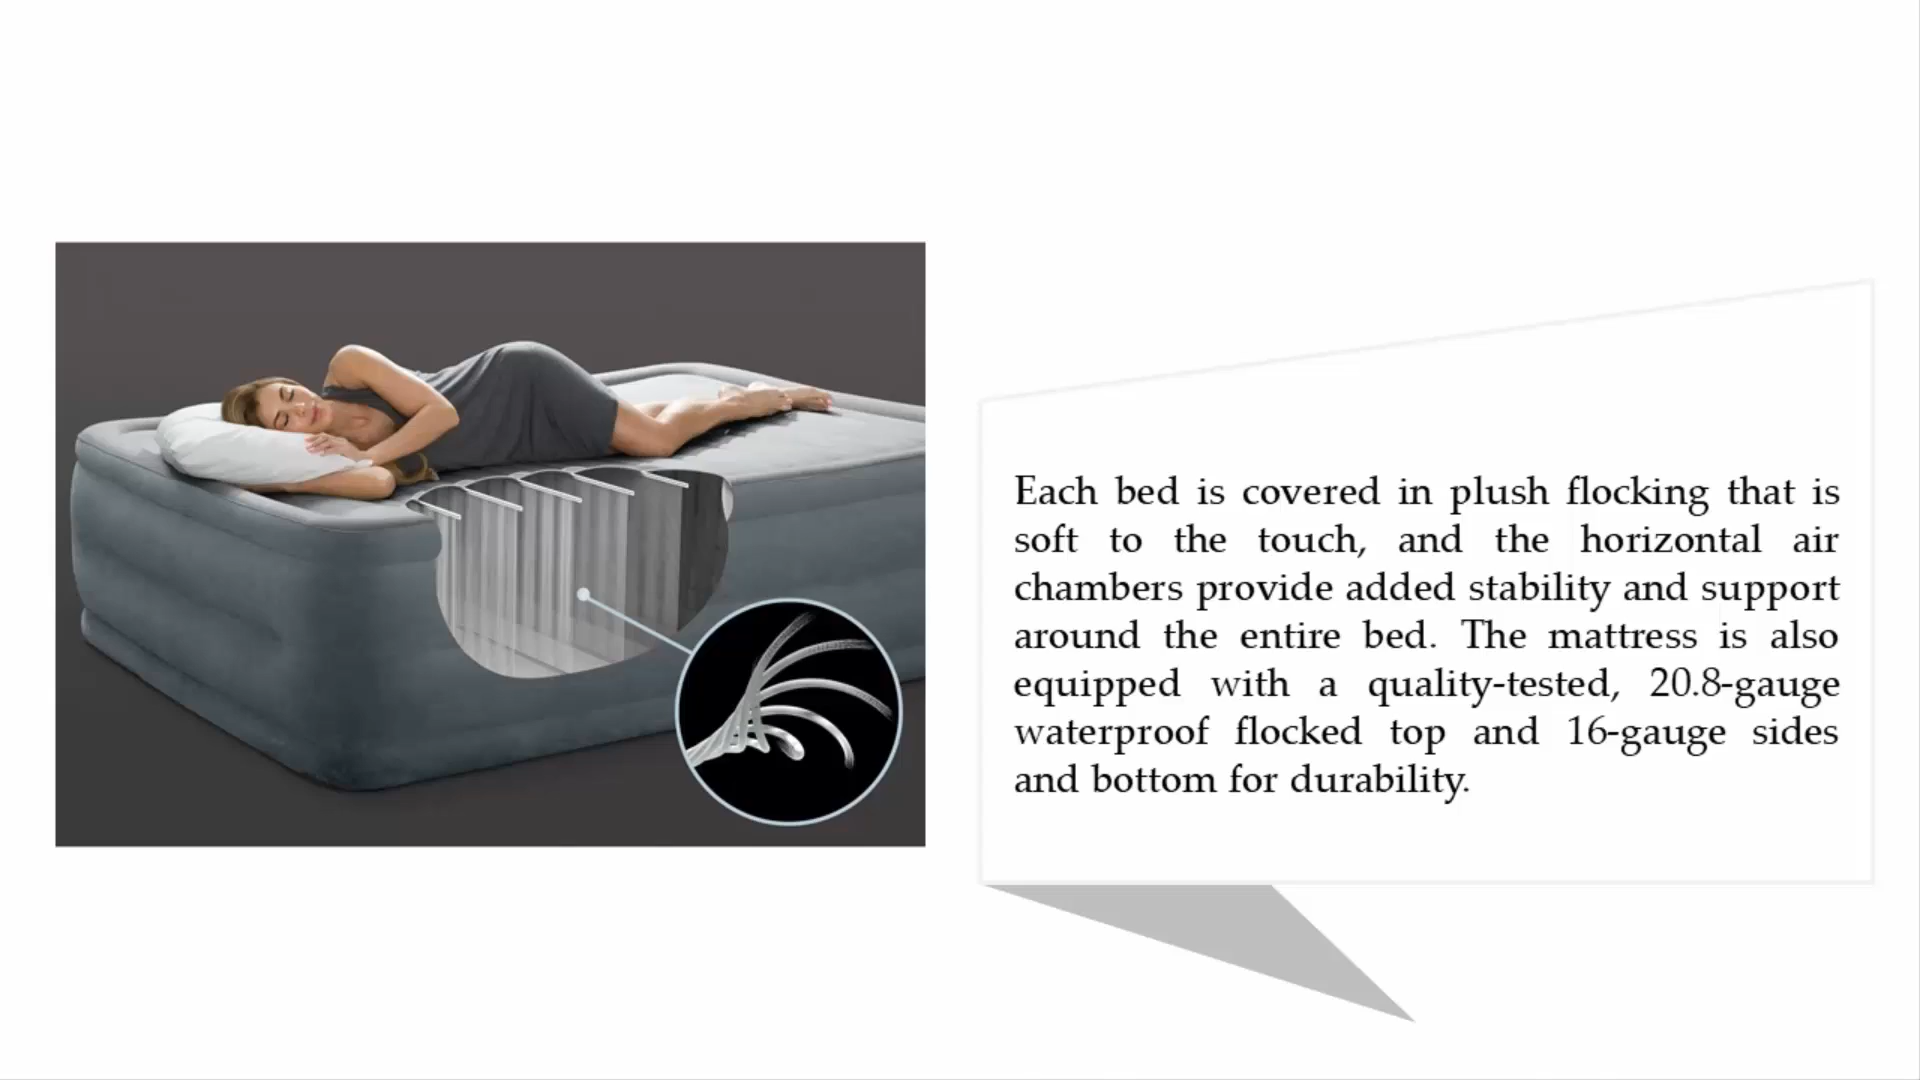 Each bed is covered in plush flocking that is
soft to the touch, and the horizontal air
chambers provide added stability and support
around the entire bed. The mattress is also
equipped with a quality-tested, 20.8-gauge
waterproof flocked top and 16-gauge sides
and bottom for durability.